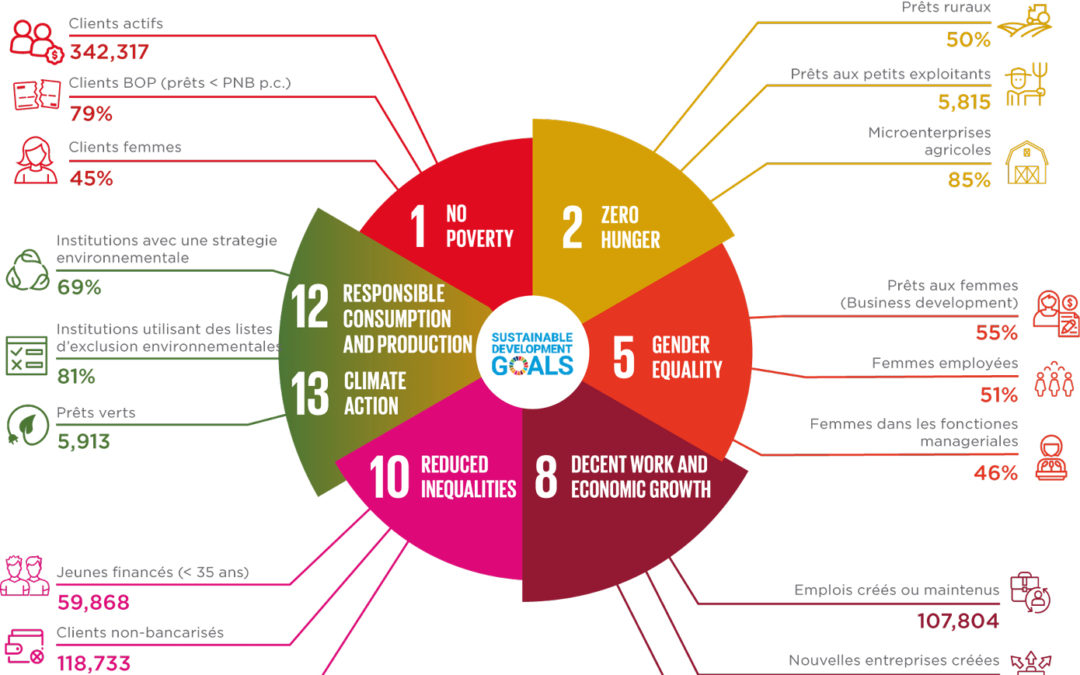 Clients actifs
342,317
Clients BOP (prêts < PNB p.c.)
79%
Clients femmes
45%
Prêts ruraux
50%
Prêts aux petits exploitants
5,815
Microenterprises
agricoles
85%
1 NO
POVERTY
2 ZERO
HUNGER
Institutions avec une strategie
environnementale
69%
Institutions utilisant des listes
d'exclusion environnementales
81%
Prêts verts
5,913
12 RESPONSIBLE
CONSUMPTION
AND PRODUCTION
13 CLIMATE
ACTION
SUSTAINABLE
DEVELOPMENT
GOALS
5 GENDER
EQUALITY
Prêts aux femmes
(Business development)
55%
Femmes employées
51%
Femmes dans les fonctiones
manageriales
46%
10 REDUCED
INEQUALITIES
8 DECENT WORK AND
ECONOMIC GROWTH
Jeunes financés (< 35 ans)
59,868
Clients non-bancarisés
118,733
Emplois créés ou maintenus
107,804
Nouvelles entreprises créées